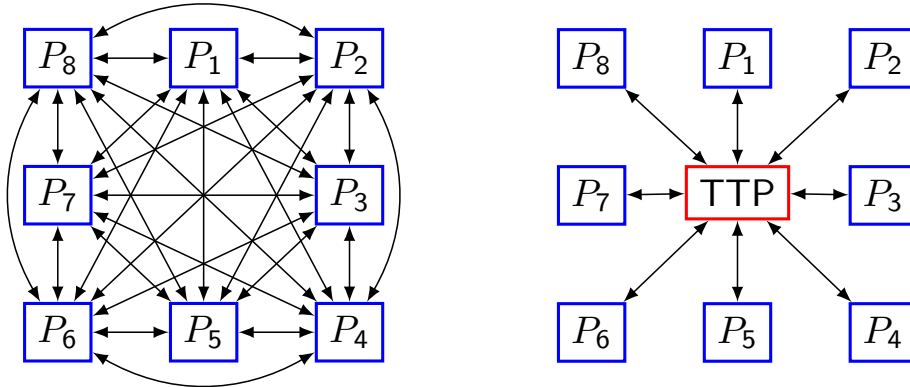 P₈ P₁ P₂
P₇ P₃
P₆ P₅ P₄
P₈ P₁ P₂
P₇ TTP P₃
P₆ P₅ P₄